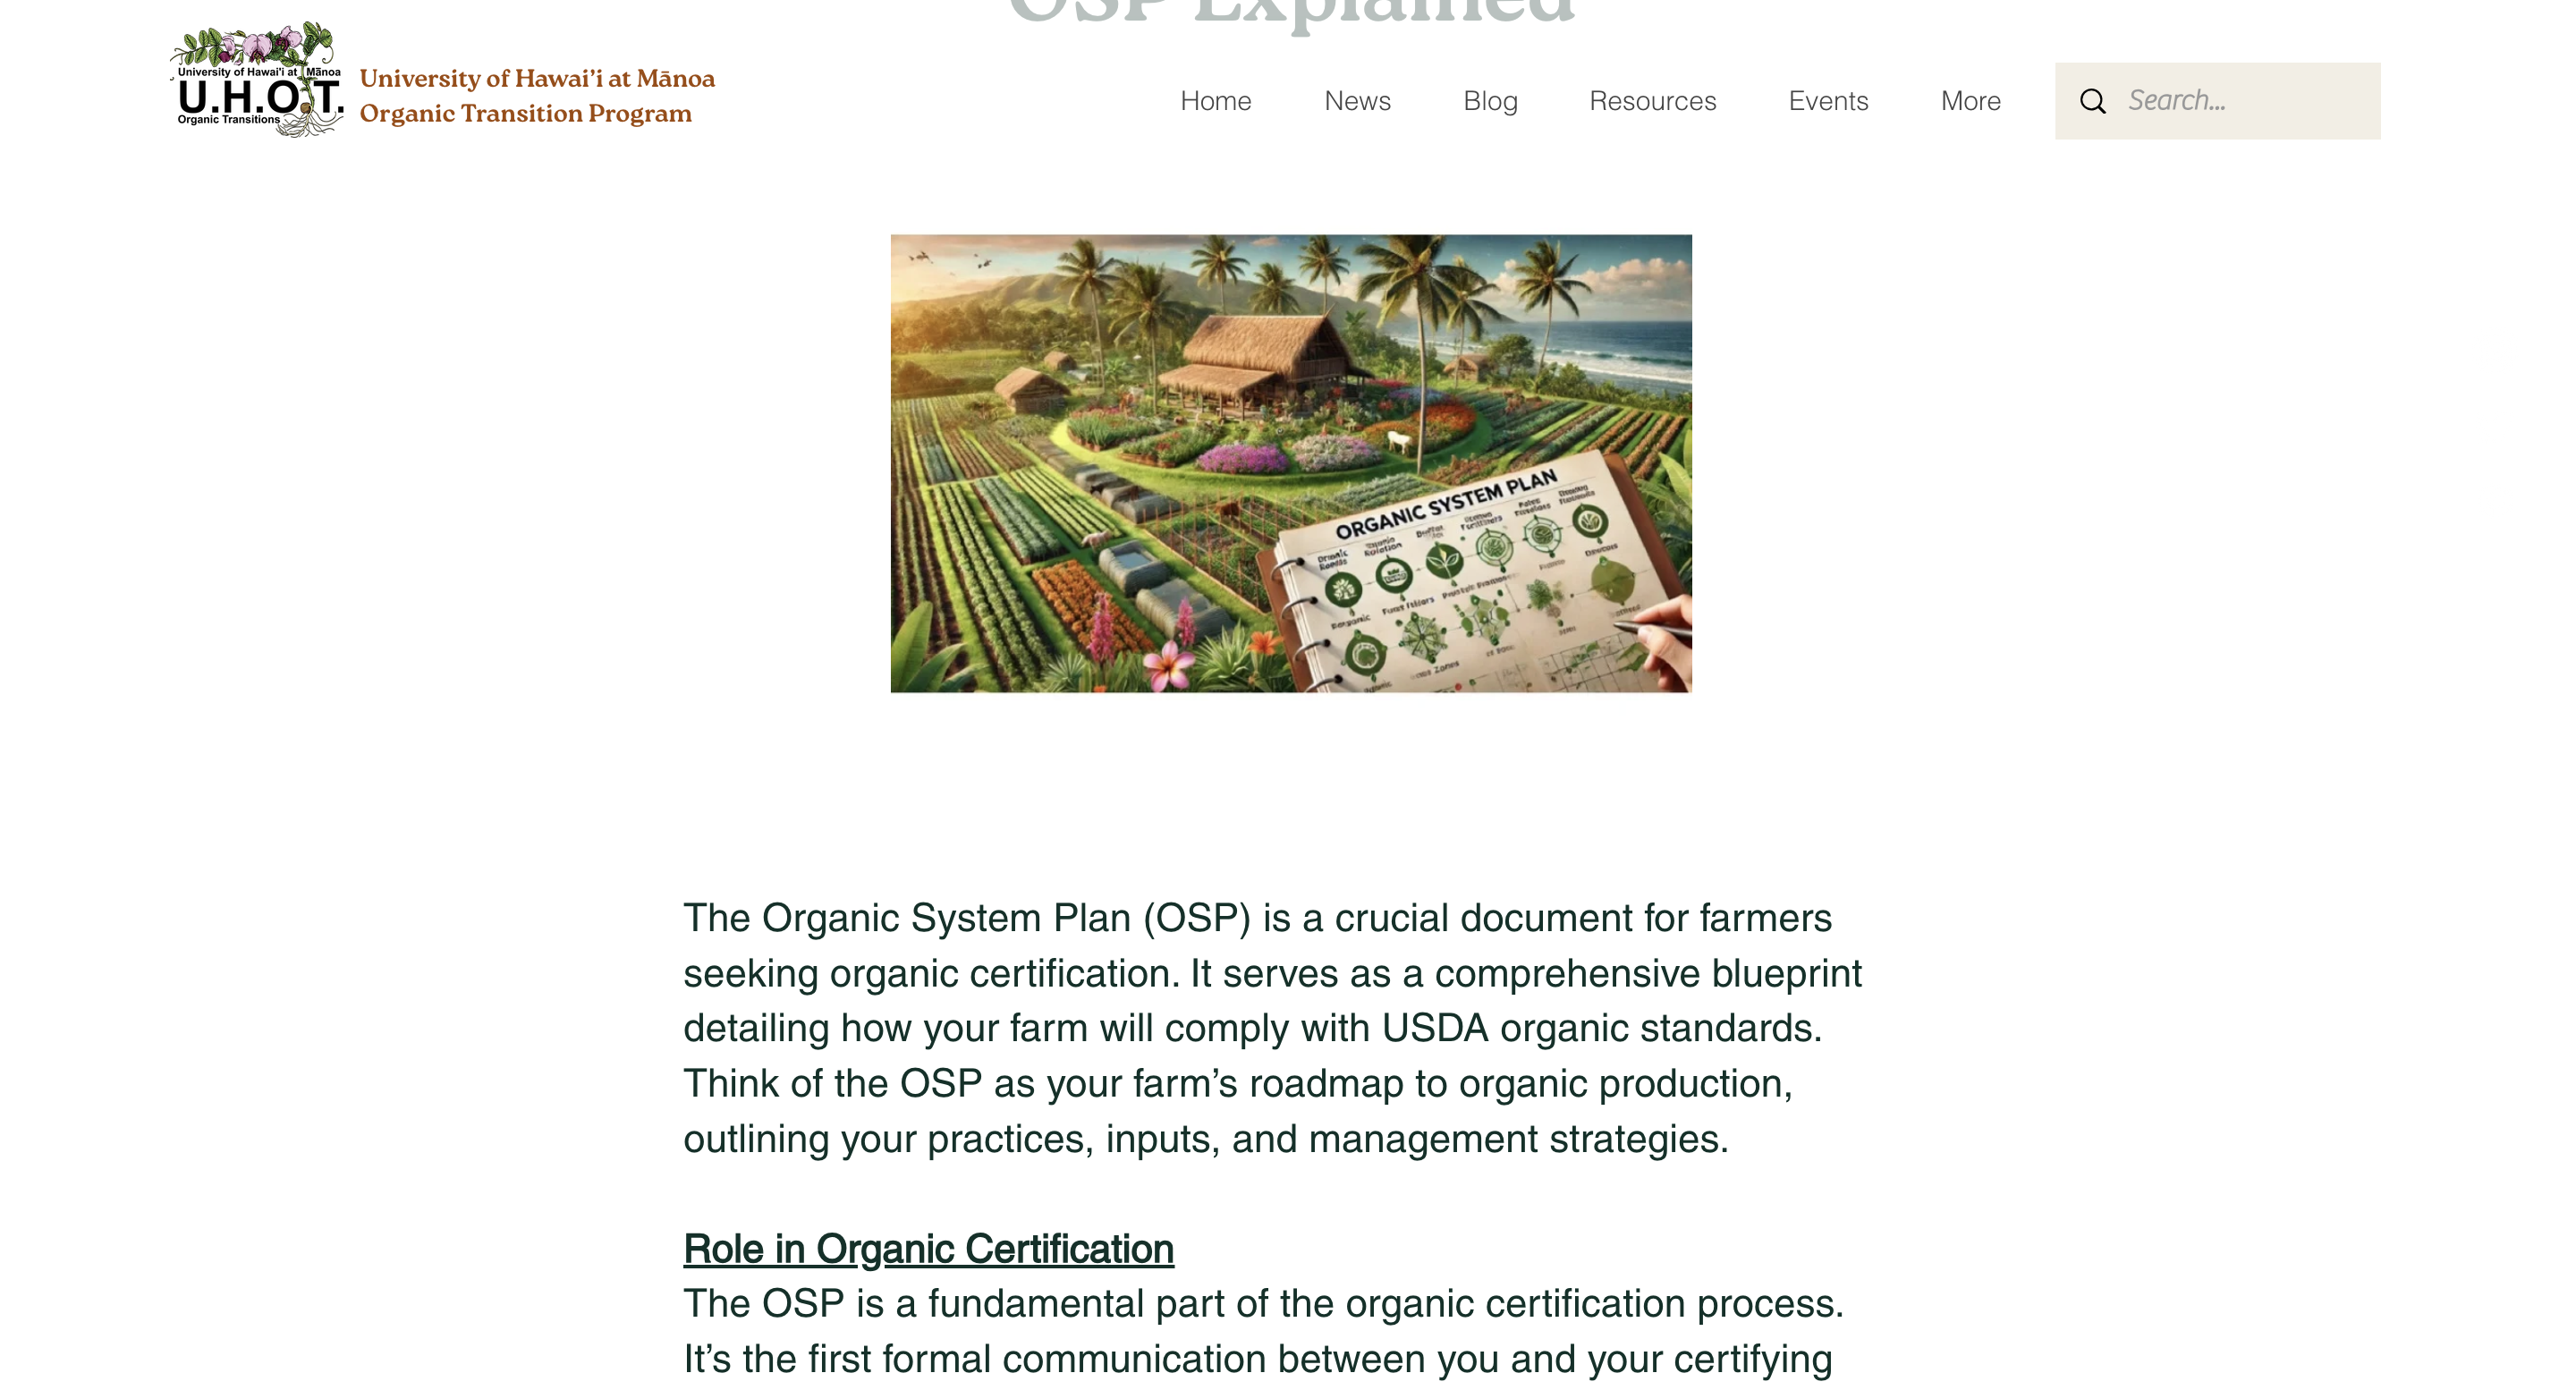 OSP Explained
University of Hawai'i at Mānoa
U.H.O.T.
Organic Transitions
University of Hawai’i at Mānoa
Organic Transition Program
Home
News
Blog
Resources
Events
More
Search...
ORGANIC SYSTEM PLAN
The Organic System Plan (OSP) is a crucial document for farmers
seeking organic certification. It serves as a comprehensive blueprint
detailing how your farm will comply with USDA organic standards.
Think of the OSP as your farm’s roadmap to organic production,
outlining your practices, inputs, and management strategies.
Role in Organic Certification
The OSP is a fundamental part of the organic certification process.
It’s the first formal communication between you and your certifying